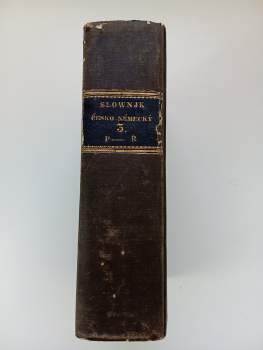 SLOWNJK
ČESKO-NĚMECKÝ
3.
P — R